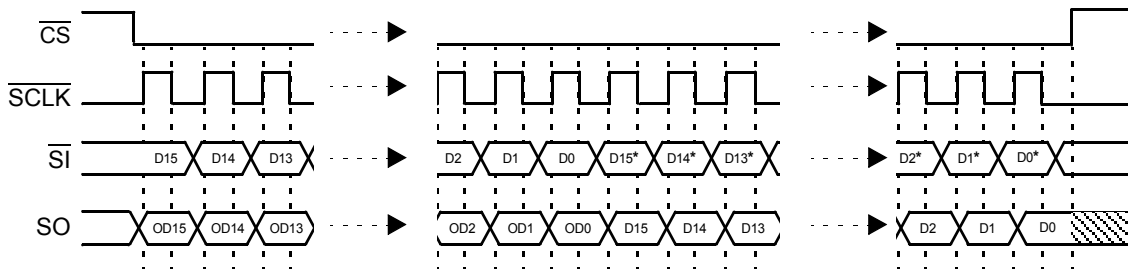 CS
SCLK
SI D15 D14 D13 D2 D1 D0 D15* D14* D13* D2* D1* D0*
SO OD15 OD14 OD13 OD2 OD1 OD0 D15 D14 D13 D2 D1 D0